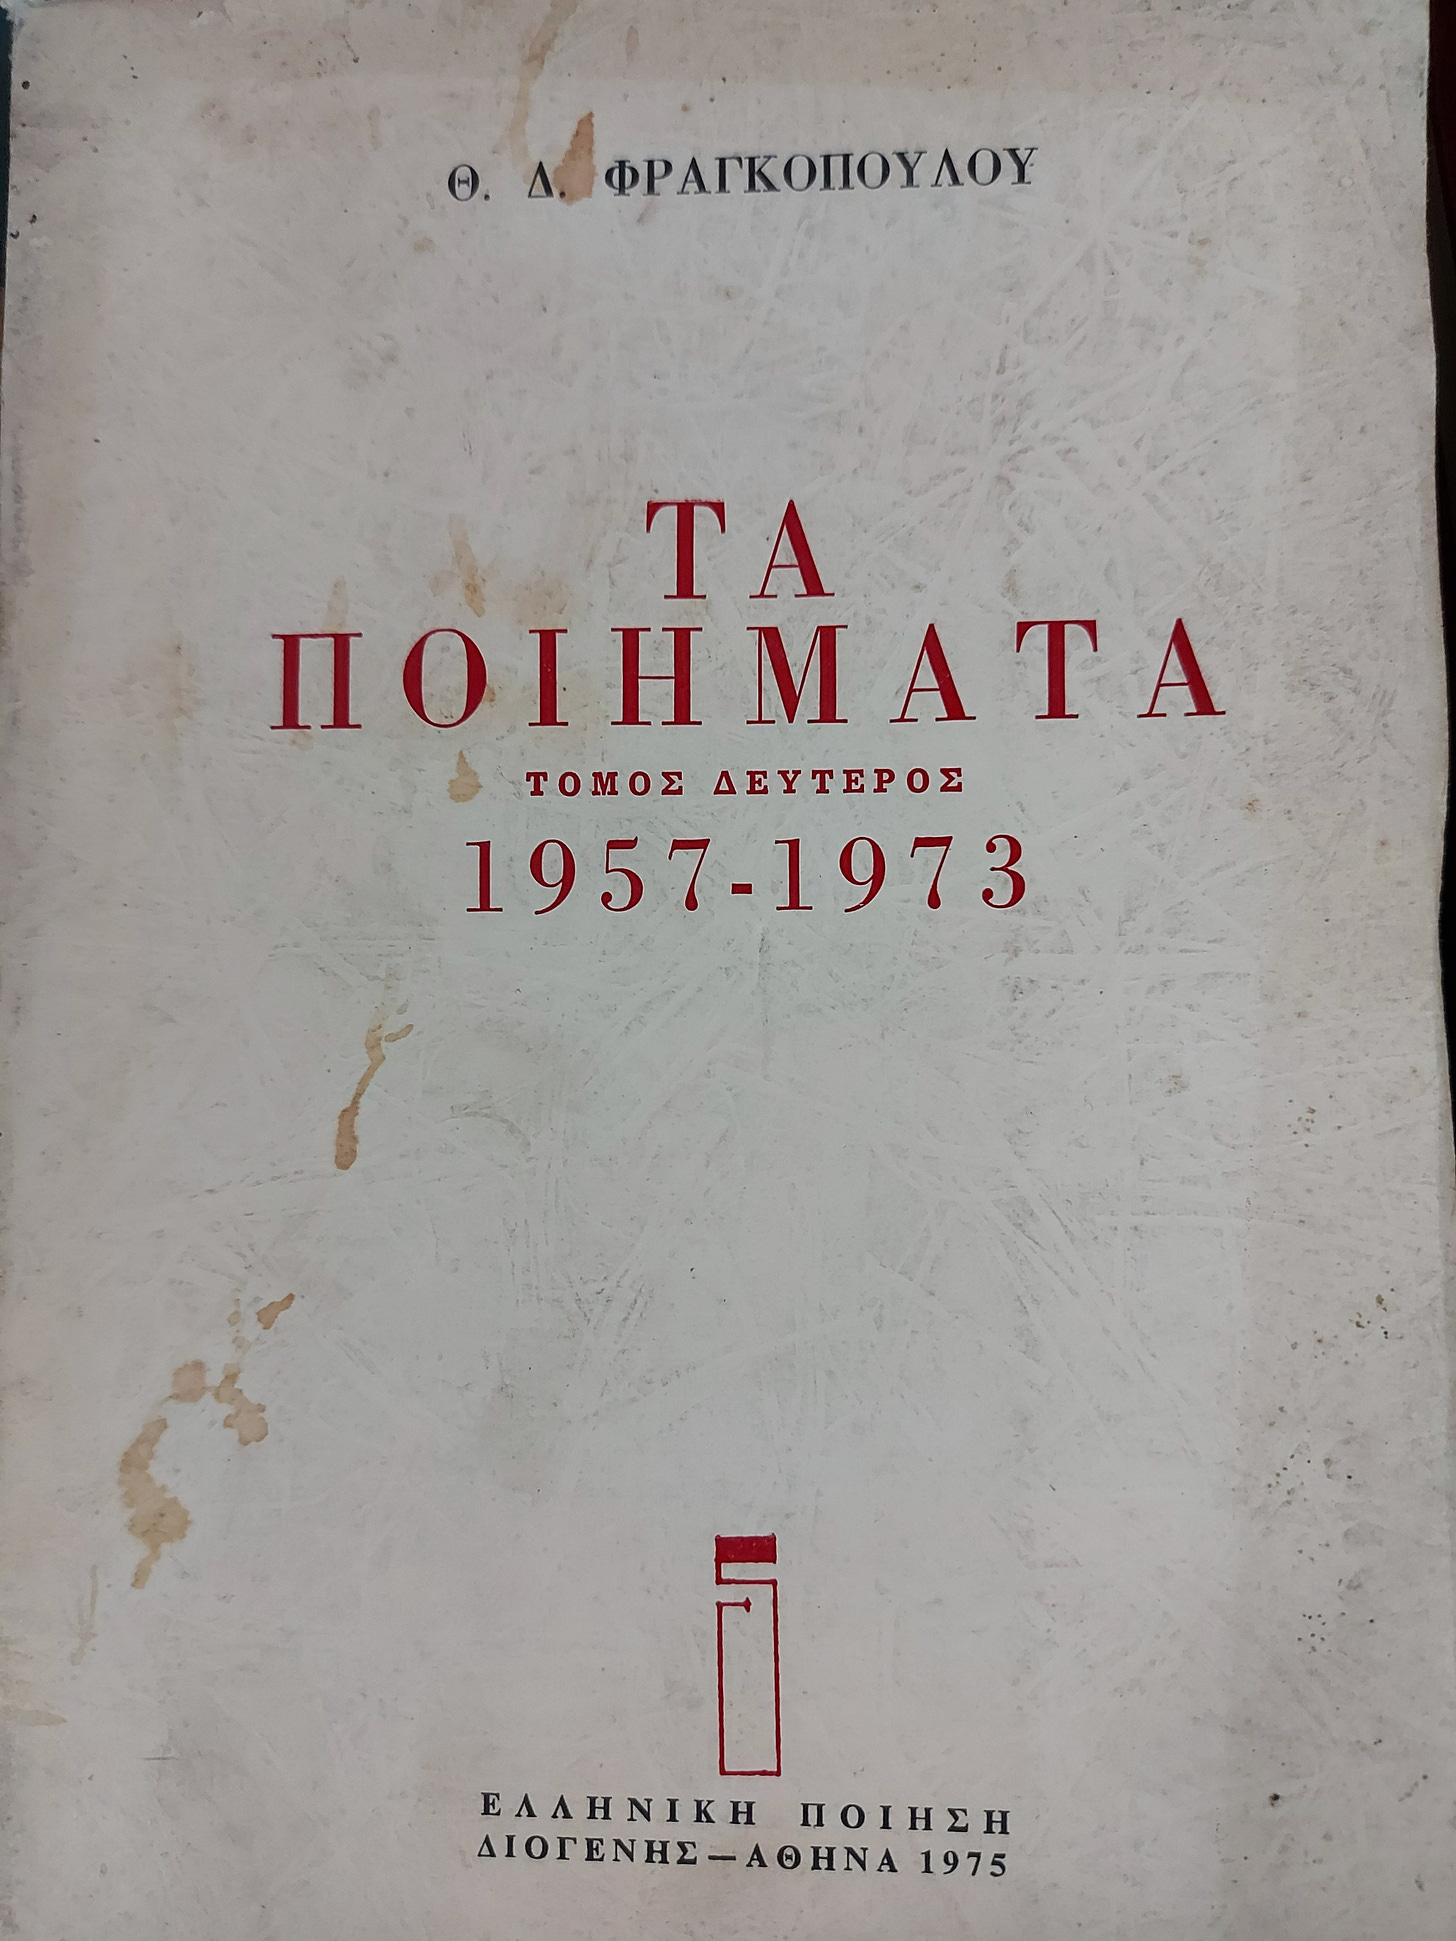 Θ. Δ. ΦΡΑΓΚΟΠΟΥΛΟΥ
ΤΑ
ΠΟΙΗΜΑΤΑ
ΤΟΜΟΣ ΔΕΥΤΕΡΟΣ
1957-1973
ΕΛΛΗΝΙΚΗ ΠΟΙΗΣΗ
ΔΙΟΓΕΝΗΣ—ΑΘΗΝΑ 1975